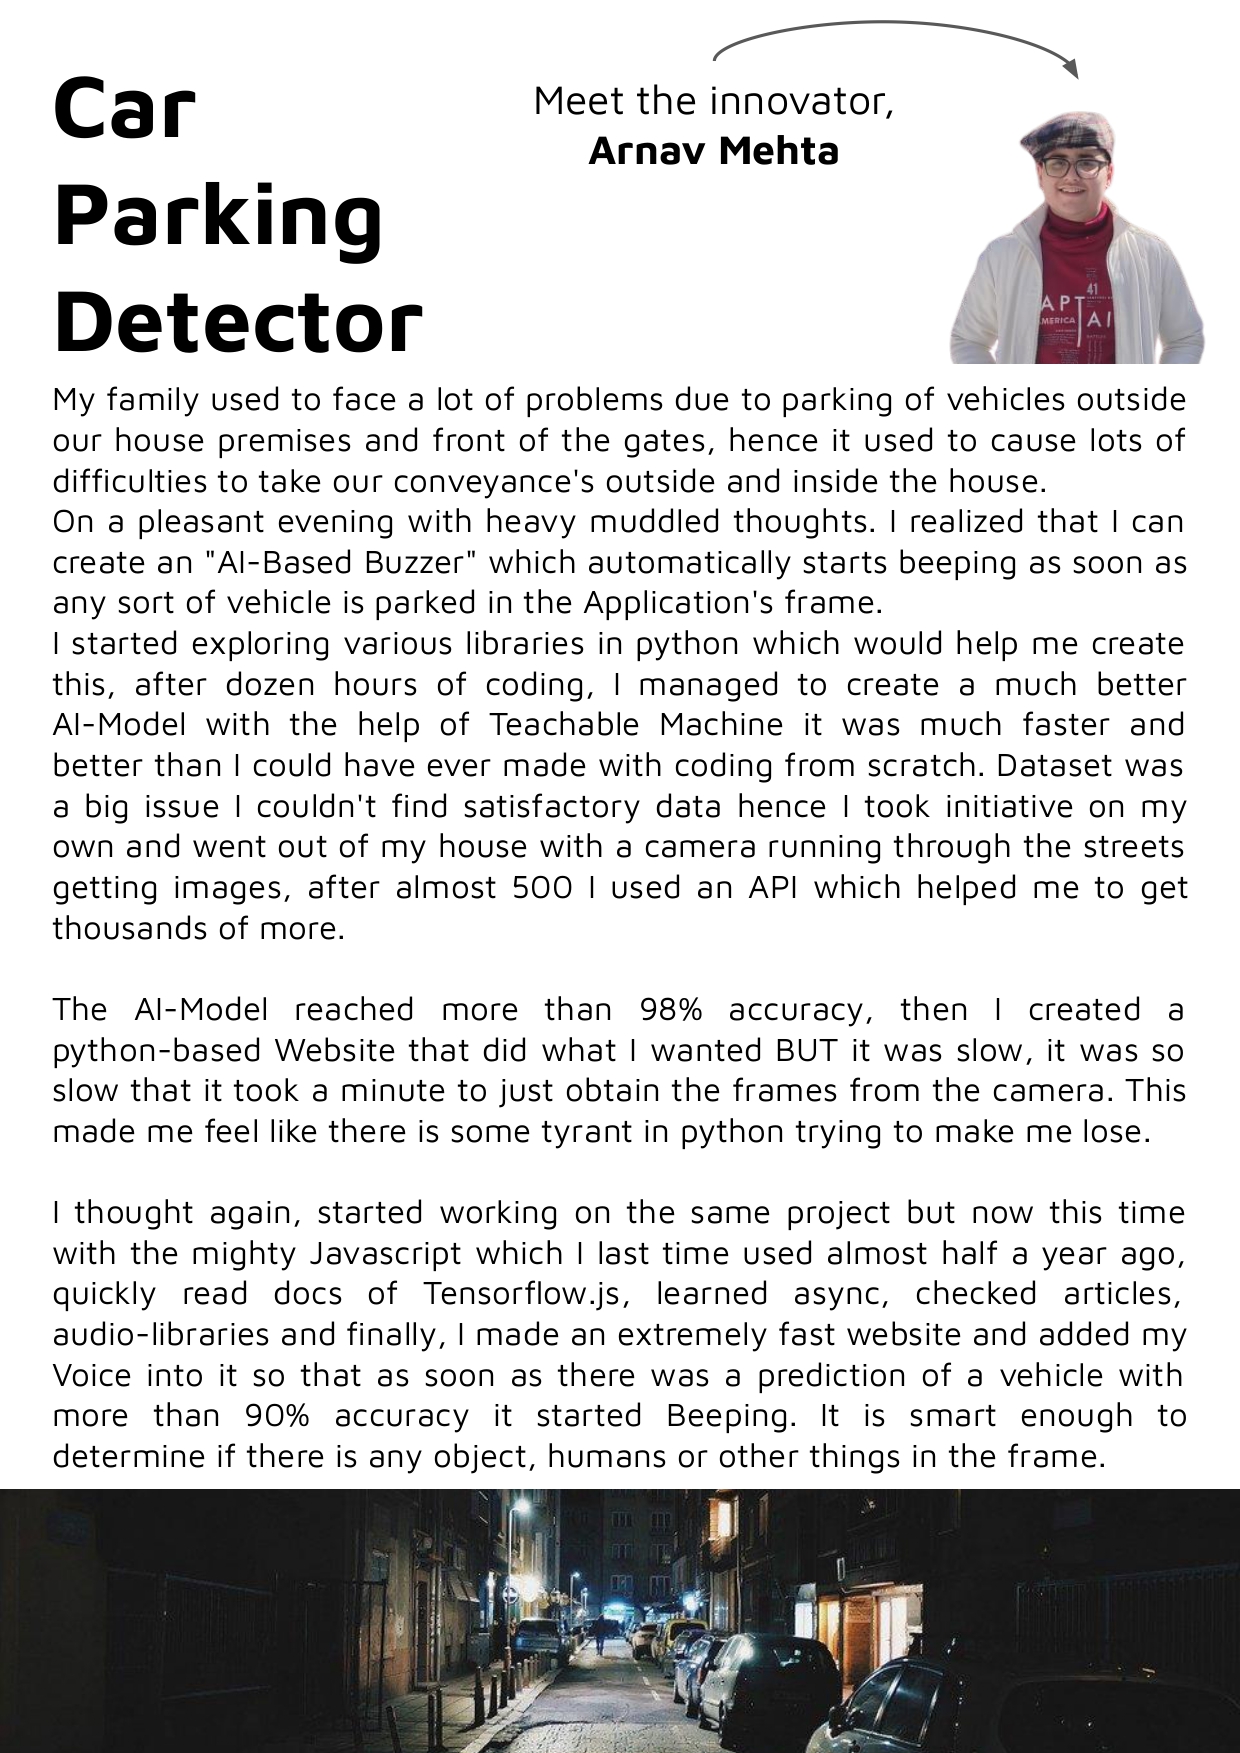 Car
Parking
Detector
Meet the innovator,
Arnav Mehta
41
APT
AMERICA
AI
My family used to face a lot of problems due to parking of vehicles outside
our house premises and front of the gates, hence it used to cause lots of
difficulties to take our conveyance's outside and inside the house.
On a pleasant evening with heavy muddled thoughts. I realized that I can
create an "AI-Based Buzzer" which automatically starts beeping as soon as
any sort of vehicle is parked in the Application's frame.
I started exploring various libraries in python which would help me create
this, after dozen hours of coding, I managed to create a much better
AI-Model with the help of Teachable Machine it was much faster and
better than I could have ever made with coding from scratch. Dataset was
a big issue I couldn't find satisfactory data hence I took initiative on my
own and went out of my house with a camera running through the streets
getting images, after almost 500 I used an API which helped me to get
thousands of more.
The AI-Model reached more than 98% accuracy, then I created a
python-based Website that did what I wanted BUT it was slow, it was so
slow that it took a minute to just obtain the frames from the camera. This
made me feel like there is some tyrant in python trying to make me lose.
I thought again, started working on the same project but now this time
with the mighty Javascript which I last time used almost half a year ago,
quickly read docs of Tensorflow.js, learned async, checked articles,
audio-libraries and finally, I made an extremely fast website and added my
Voice into it so that as soon as there was a prediction of a vehicle with
more than 90% accuracy it started Beeping. It is smart enough to
determine if there is any object, humans or other things in the frame.